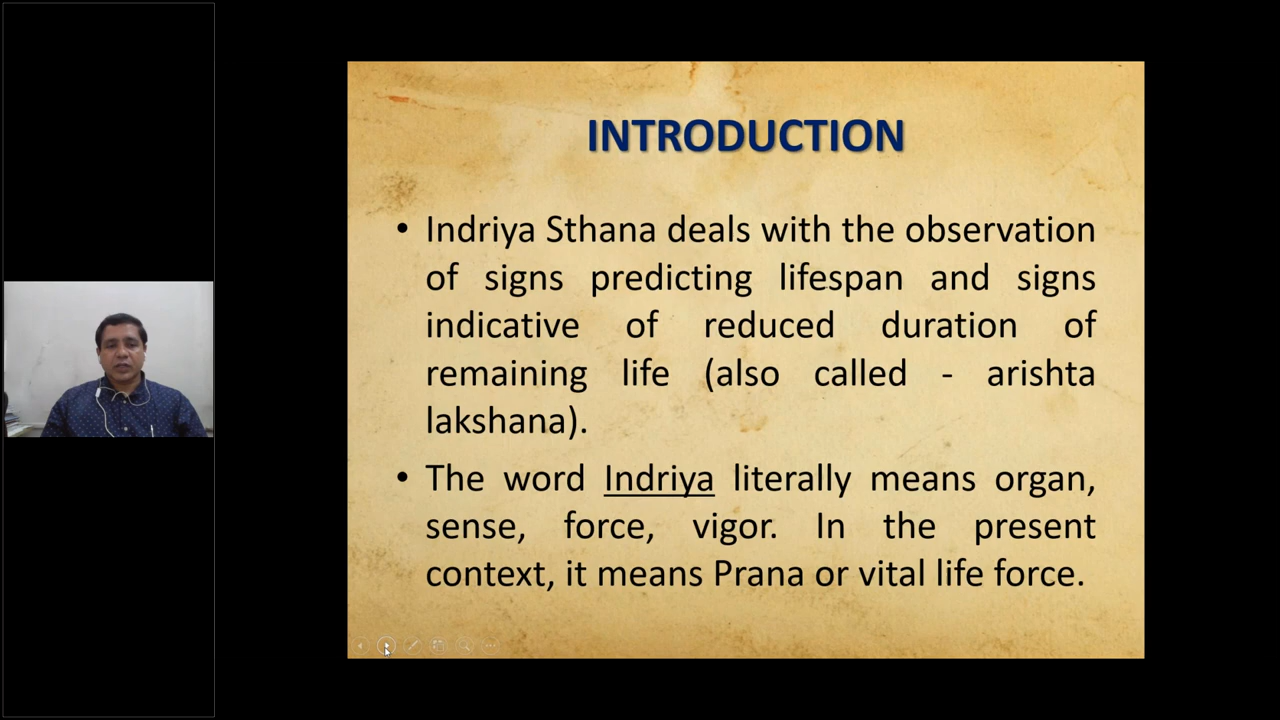 INTRODUCTION
• Indriya Sthana deals with the observation
of signs predicting lifespan and signs
indicative of reduced duration of
remaining life (also called - arishta
lakshana).
• The word Indriya literally means organ,
sense, force, vigor. In the present
context, it means Prana or vital life force.